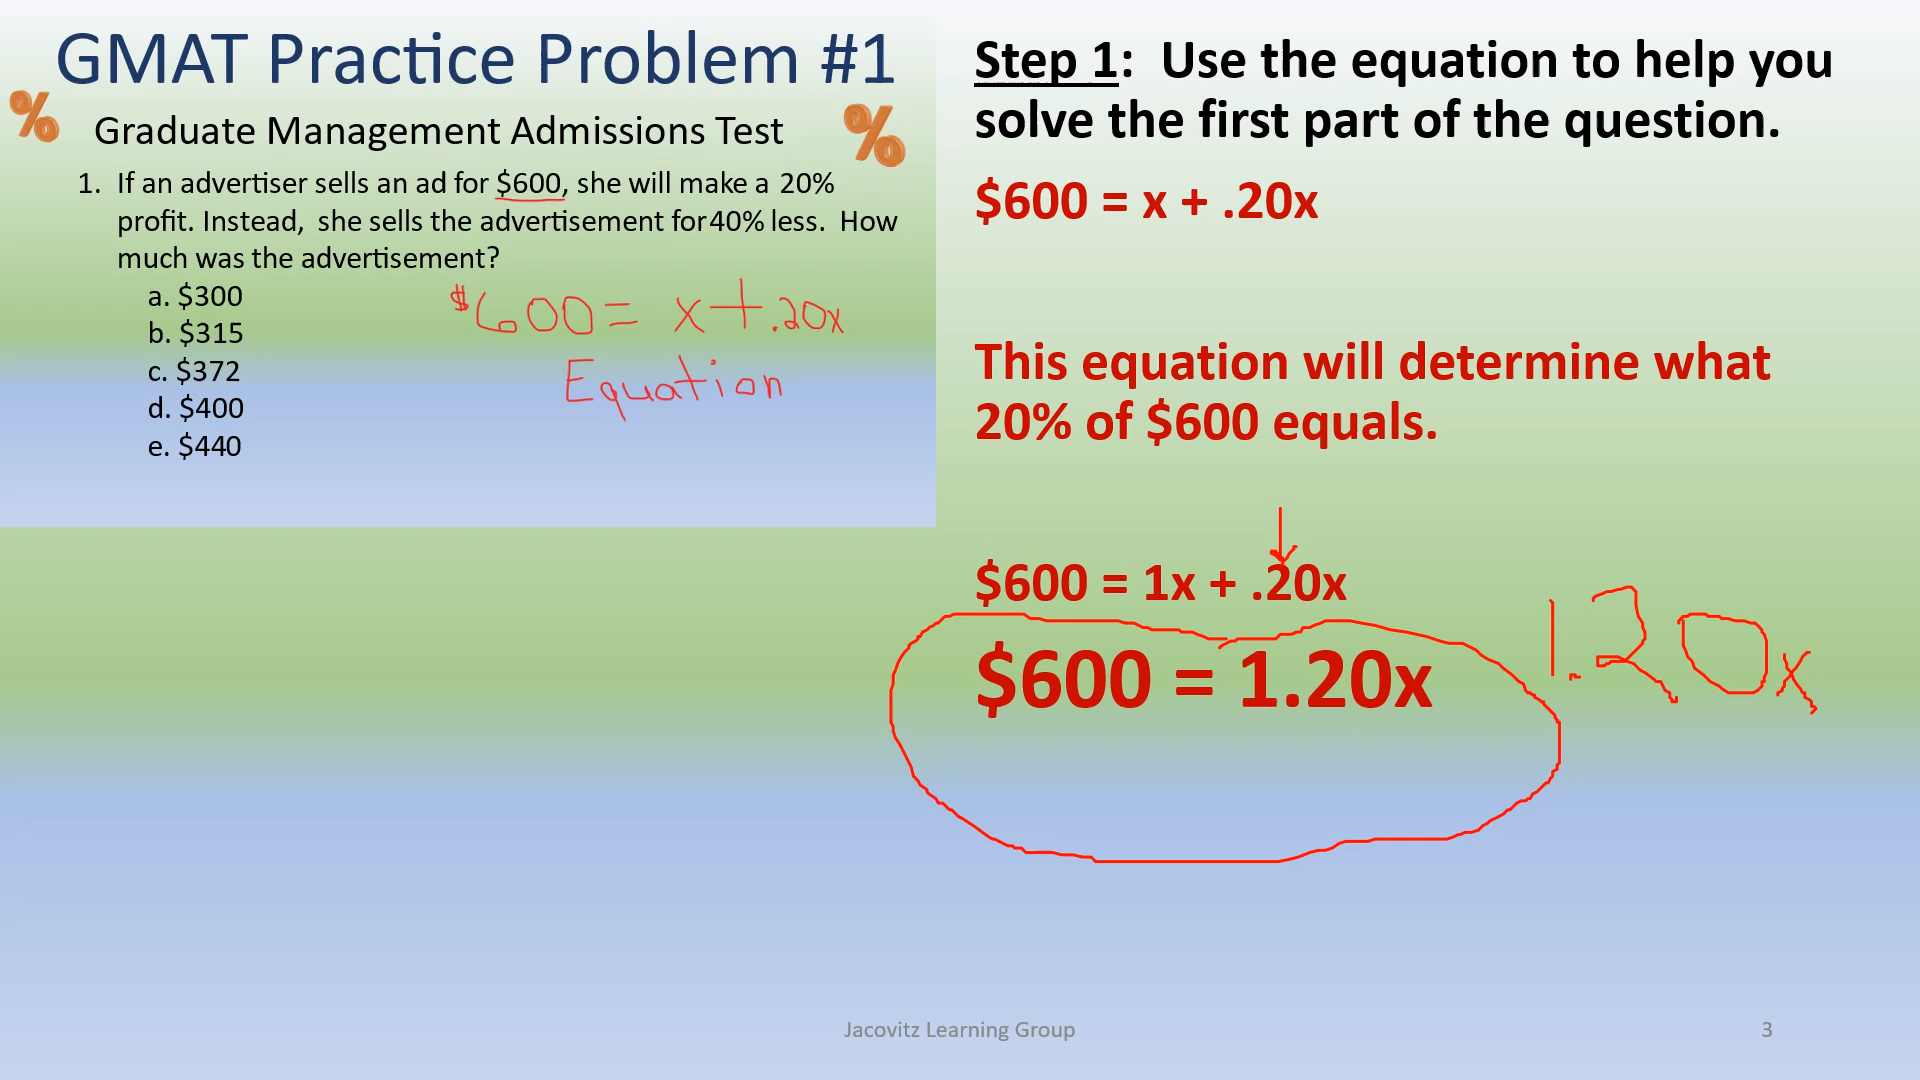 GMAT Practice Problem #1
% %
Graduate Management Admissions Test
1. If an advertiser sells an ad for $600, she will make a 20%
profit. Instead, she sells the advertisement for 40% less. How
much was the advertisement?
a. $300
b. $315
c. $372
d. $400
e. $440
$600 = x + .20x
Equation
Step 1: Use the equation to help you
solve the first part of the question.
$600 = x + .20x
This equation will determine what
20% of $600 equals.
$600 = 1x + .20x
$600 = 1.20x
1.20x
Jacovitz Learning Group
3